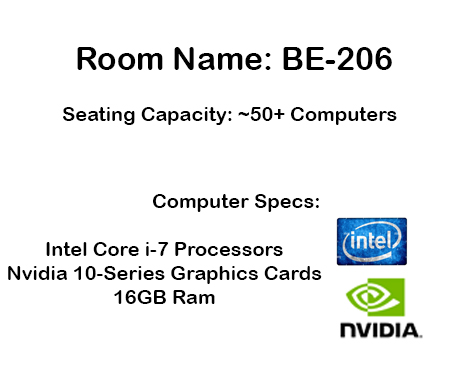 Room Name: BE-206
Seating Capacity: ~50+ Computers
Computer Specs:
Intel Core i-7 Processors
Nvidia 10-Series Graphics Cards
16GB Ram
intel
NVIDIA.